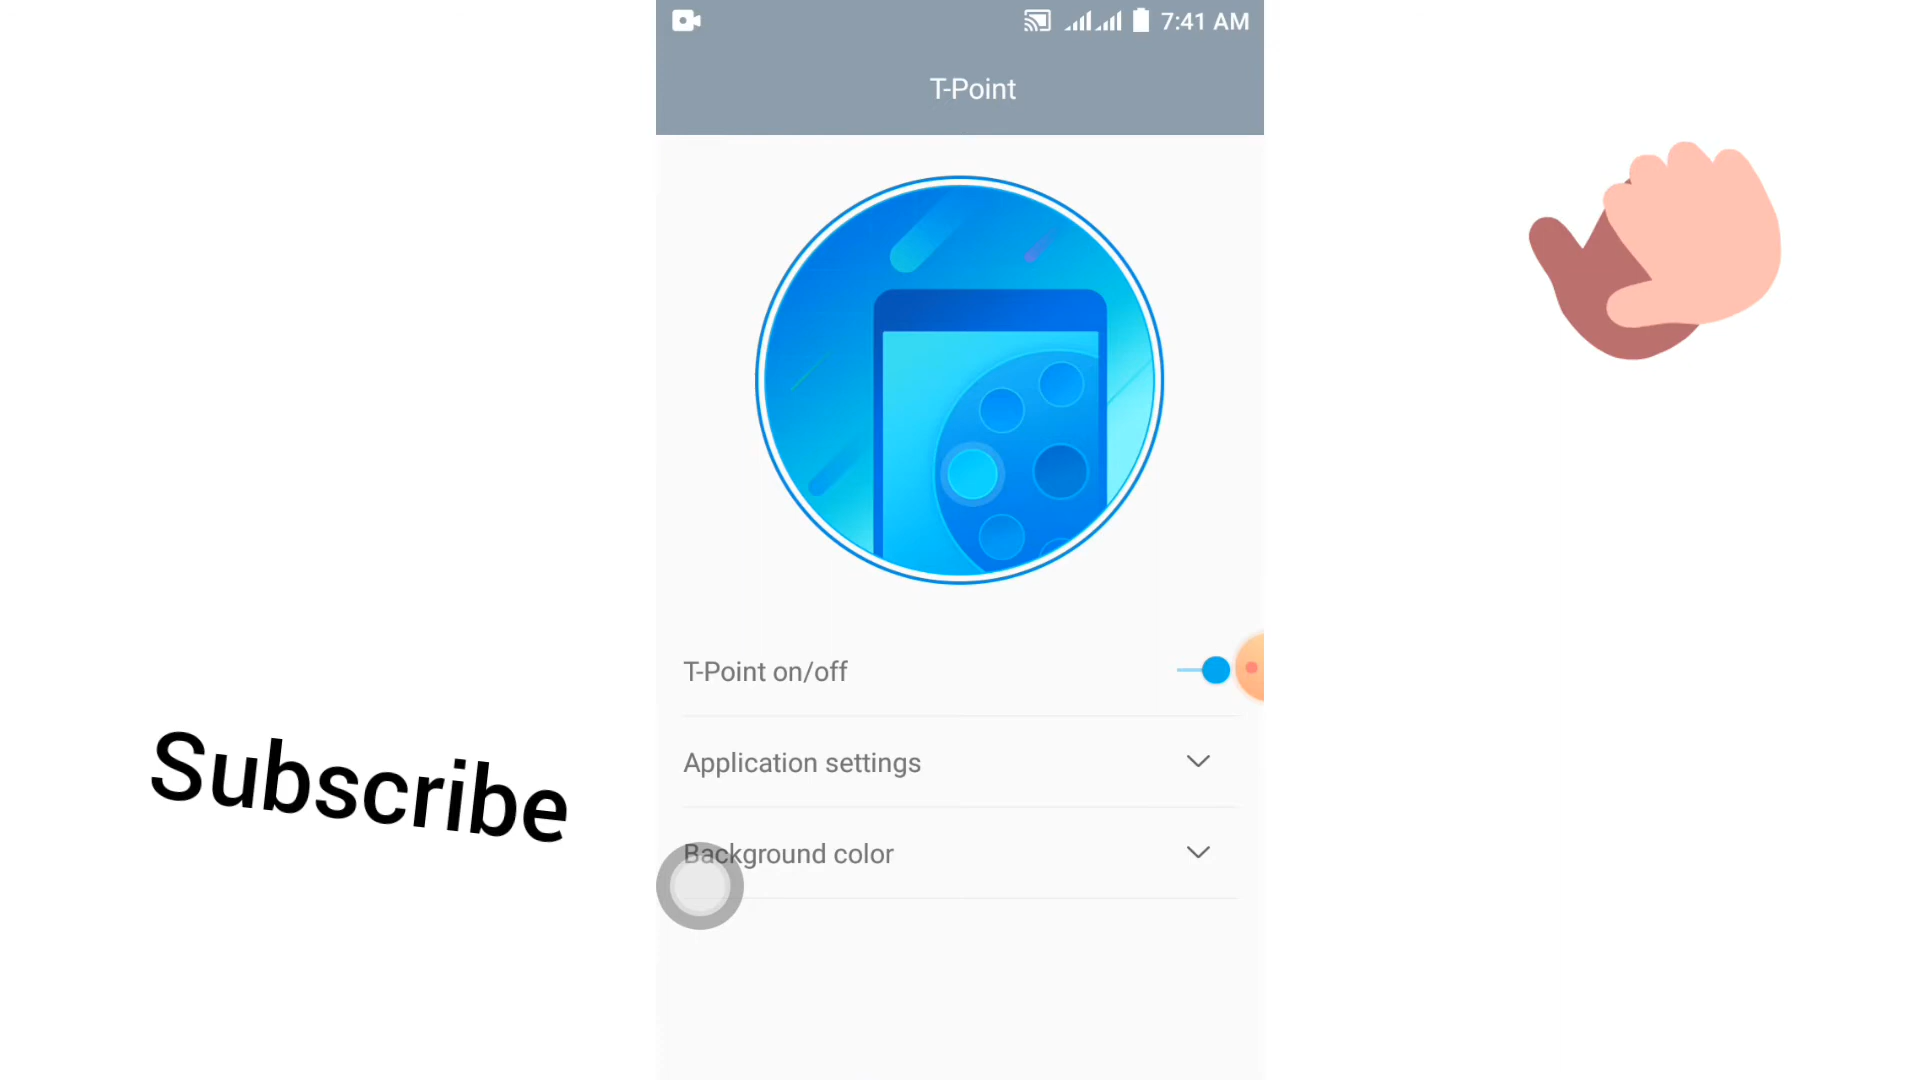 7:41 AM
T-Point
T-Point on/off
Application settings
Background color
Subscribe